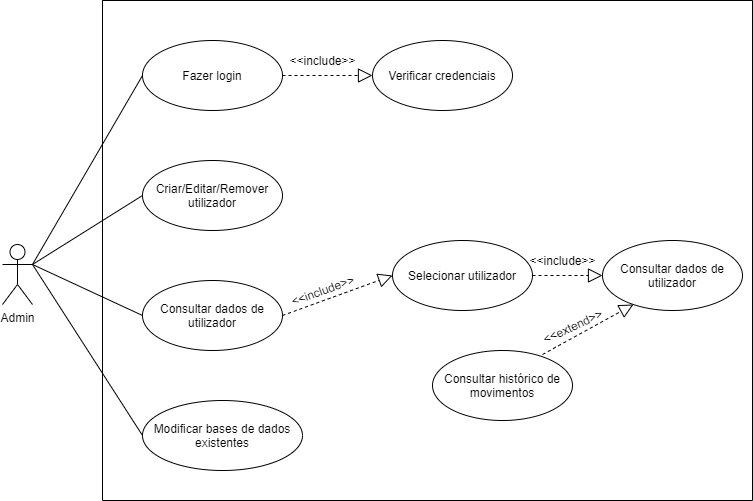 <<include>>
Fazer login
Verificar credenciais
Criar/Editar/Remover
utilizador
Admin
Consultar dados de
utilizador
<<include>>
Selecionar utilizador
<<include>>
Consultar dados de
utilizador
<<extend>>
Consultar histórico de
movimentos
Modificar bases de dados
existentes